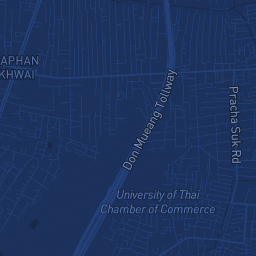 APHAN
KHWAI
Don Mueang Tollway
Pracha Suk Rd
University of Thai
Chamber of Commerce